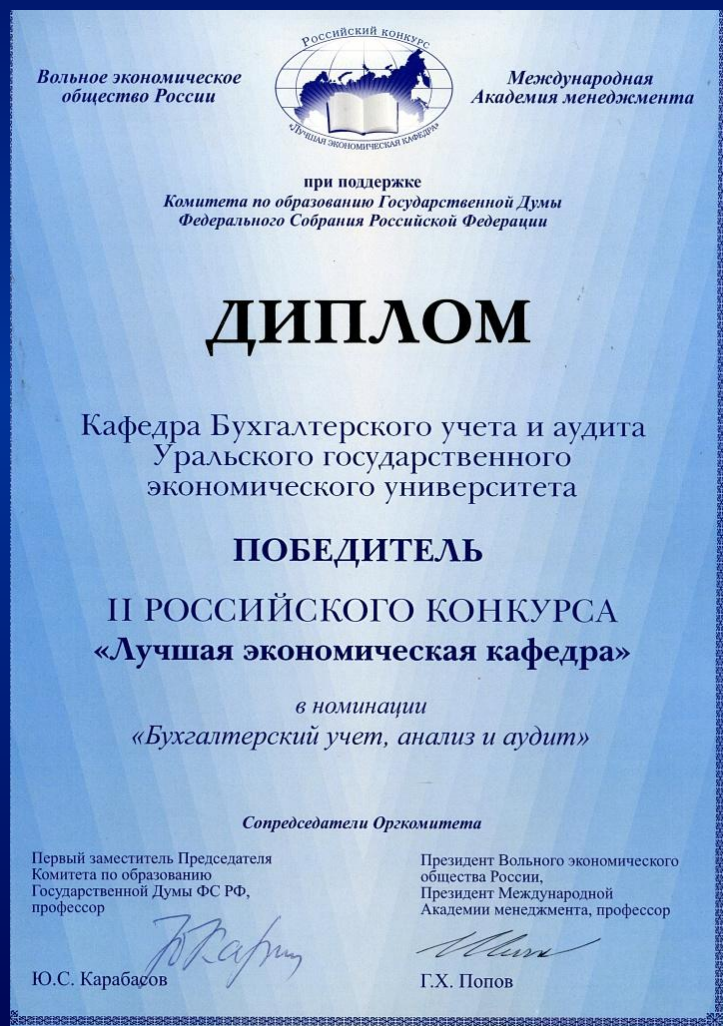 Российский конкурс
«Лучшая экономическая кафедра»
Вольное экономическое
общество России
Международная
Академия менеджмента
при поддержке
Комитета по образованию Государственной Думы
Федерального Собрания Российской Федерации
ДИПЛОМ
Кафедра Бухгалтерского учета и аудита
Уральского государственного
экономического университета
ПОБЕДИТЕЛЬ
II РОССИЙСКОГО КОНКУРСА
«Лучшая экономическая кафедра»
в номинации
«Бухгалтерский учет, анализ и аудит»
Сопредседатели Оргкомитета
Первый заместитель Председателя
Комитета по образованию
Государственной Думы ФС РФ,
профессор
Ю.С. Карабасов
Президент Вольного экономического
общества России,
Президент Международной
Академии менеджмента, профессор
Г.Х. Попов